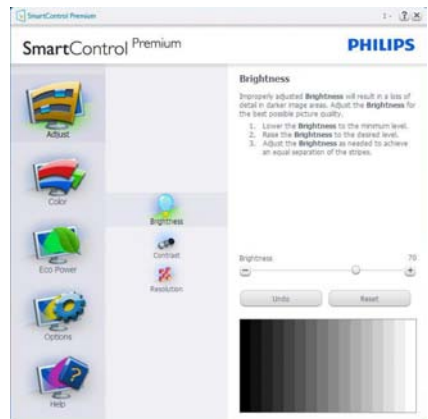 SmartControl Premium
SmartControl Premium
PHILIPS
Adjust
Color
Eco Power
Options
Help
Brightness
Contrast
Resolution
Brightness
Improperly adjusted Brightness will result in a loss of
detail in darker image areas. Adjust the Brightness for
the best possible picture quality.
1. Lower the Brightness to the minimum level.
2. Raise the Brightness to the desired level.
3. Adjust the Brightness as needed to achieve
an equal separation of the stripes.
Brightness 70
Undo Reset